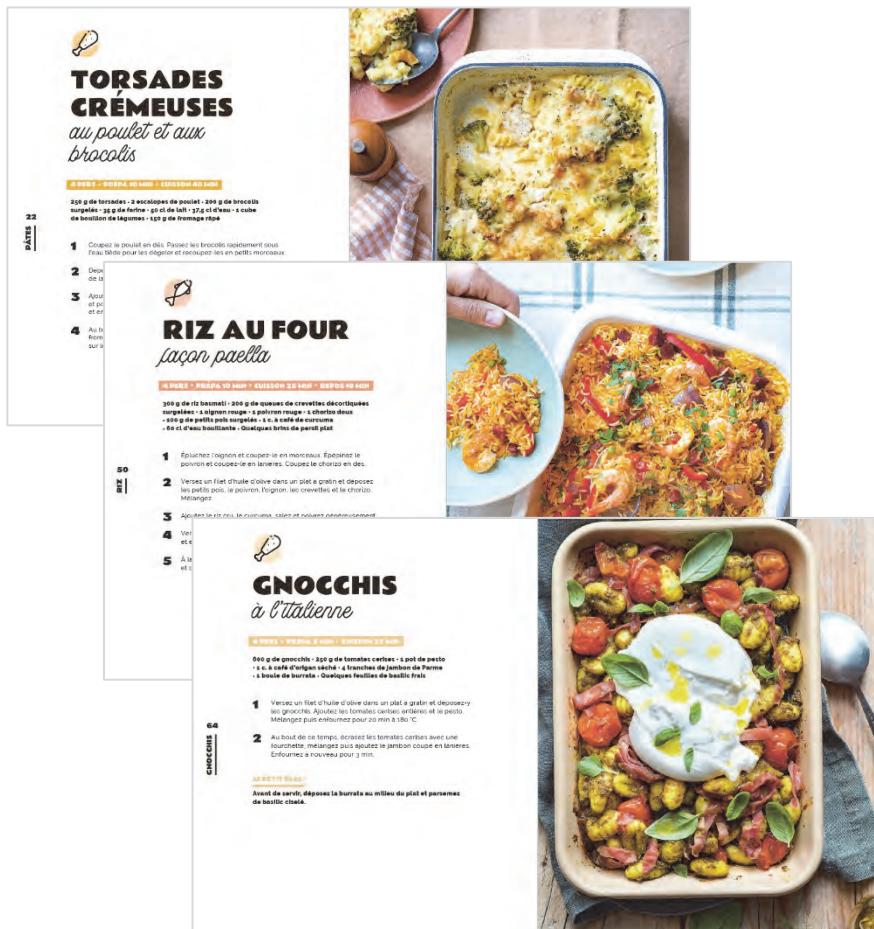 TORSADES
CRÉMEUSES
au poulet et aux
brocolis
4 PERS • PRÉPA 10 MIN • CUISSON 40 MIN
250 g de torsades • 2 escalopes de poulet • 200 g de brocolis
surgelés • 35 g de farine • 50 cl de lait • 37,5 cl d'eau • 1 cube
de bouillon de légumes • 150 g de fromage râpé
PÂTES 22
1 Coupez le poulet en dés. Passez les brocolis rapidement sous
l'eau tiède pour les dégeler et recoupez-les en petits morceaux.
2
de la
3
et
et
4 Au
sur
RIZ AU FOUR
façon paella
4 PERS • PRÉPA 10 MIN • CUISSON 25 MIN • REPOS 10 MIN
300 g de riz basmati • 200 g de queues de crevettes décortiquées
surgelées • 1 oignon rouge • 1 poivron rouge • 1 chorizo doux
• 100 g de petits pois surgelés • 1 c. à café de curcuma
• 60 cl d'eau bouillante • Quelques brins de persil plat
RIZ 50
1 Épluchez l'oignon et coupez-le en morceaux. Épépinez le
poivron et coupez-le en lanières. Coupez le chorizo en dés.
2 Versez un filet d'huile d'olive dans un plat à gratin et déposez
les petits pois, le poivron, l'oignon, les crevettes et le chorizo.
Mélangez.
3 Ajoutez le riz cru, le curcuma, salez et poivrez généreusement.
4
et
5 À
et
GNOCCHIS
à l'italienne
4 PERS • PRÉPA 5 MIN • CUISSON 23 MIN
600 g de gnocchis • 250 g de tomates cerises • 1 pot de pesto
• 1 c. à café d'origan séché • 4 tranches de jambon de Parme
• 1 boule de burrata • Quelques feuilles de basilic frais
GNOCCHIS 64
1 Versez un filet d'huile d'olive dans un plat à gratin et déposez-y
les gnocchis. Ajoutez les tomates cerises entières et le pesto.
Mélangez puis enfournez pour 20 min à 180 °C.
2 Au bout de ce temps, écrasez les tomates cerises avec une
fourchette, mélangez puis ajoutez le jambon coupé en lanières.
Enfournez à nouveau pour 3 min.
LE PETIT PLUS :
Avant de servir, déposez la burrata au milieu du plat et parsemez
de basilic ciselé.